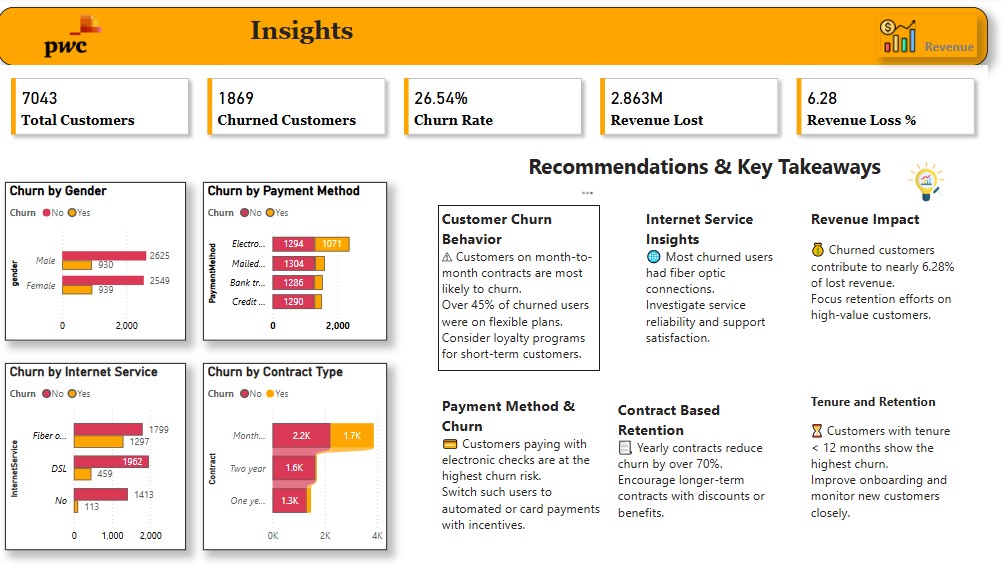 pwc
Insights
Revenue
7043
Total Customers
1869
Churned Customers
26.54%
Churn Rate
2.863M
Revenue Lost
6.28
Revenue Loss %
Recommendations & Key Takeaways
Churn by Gender
Churn No Yes
gender
Male 2625
930
Female 2549
939
0 2,000
Churn by Payment Method
Churn No Yes
PaymentMethod
Electro... 1294 1071
Mailed... 1304
Bank tr... 1286
Credit ... 1290
0 2,000
Churn by Internet Service
Churn No Yes
InternetService
Fiber o... 1799
1297
DSL 1962
459
No 1413
113
0 1,000 2,000
Churn by Contract Type
Churn No Yes
Contract
Month... 2.2K 1.7K
Two year 1.6K
One ye... 1.3K
0K 2K 4K
Customer Churn
Behavior
⚠ Customers on month-to-
month contracts are most
likely to churn.
Over 45% of churned users
were on flexible plans.
Consider loyalty programs
for short-term customers.
Internet Service
Insights
🌐 Most churned users
had fiber optic
connections.
Investigate service
reliability and support
satisfaction.
Revenue Impact
💰 Churned customers
contribute to nearly 6.28%
of lost revenue.
Focus retention efforts on
high-value customers.
Payment Method &
Churn
💳 Customers paying with
electronic checks are at the
highest churn risk.
Switch such users to
automated or card payments
with incentives.
Contract Based
Retention
🧾 Yearly contracts reduce
churn by over 70%.
Encourage longer-term
contracts with discounts or
benefits.
Tenure and Retention
⏳ Customers with tenure
< 12 months show the
highest churn.
Improve onboarding and
monitor new customers
closely.